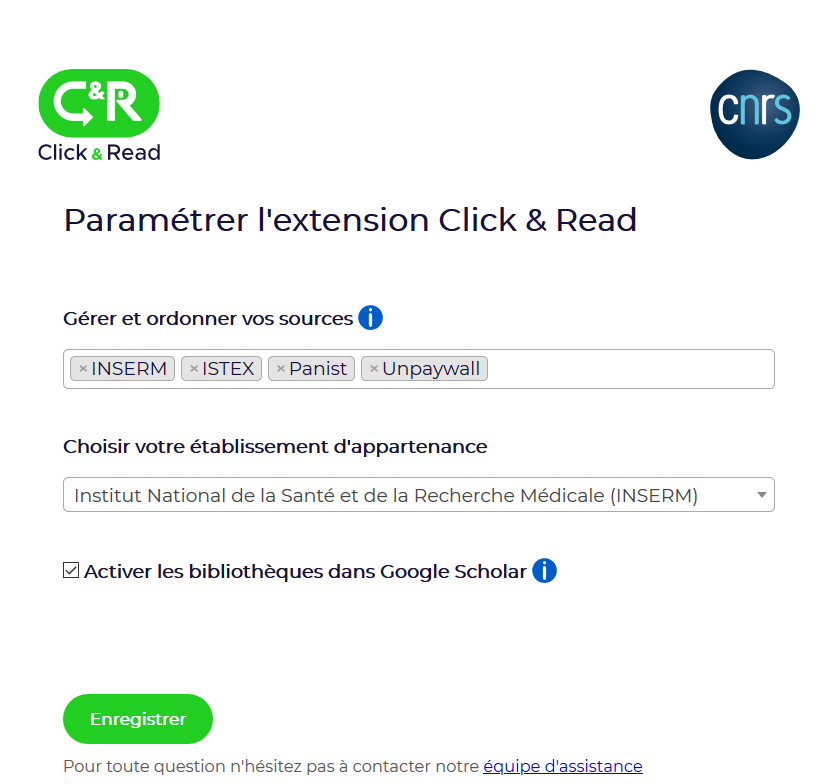 C&R
Click & Read
cnrs
Paramétrer l'extension Click & Read
Gérer et ordonner vos sources i
×INSERM ×ISTEX ×Panist ×Unpaywall
Choisir votre établissement d'appartenance
Institut National de la Santé et de la Recherche Médicale (INSERM)
Activer les bibliothèques dans Google Scholar i
Enregistrer
Pour toute question n'hésitez pas à contacter notre équipe d'assistance